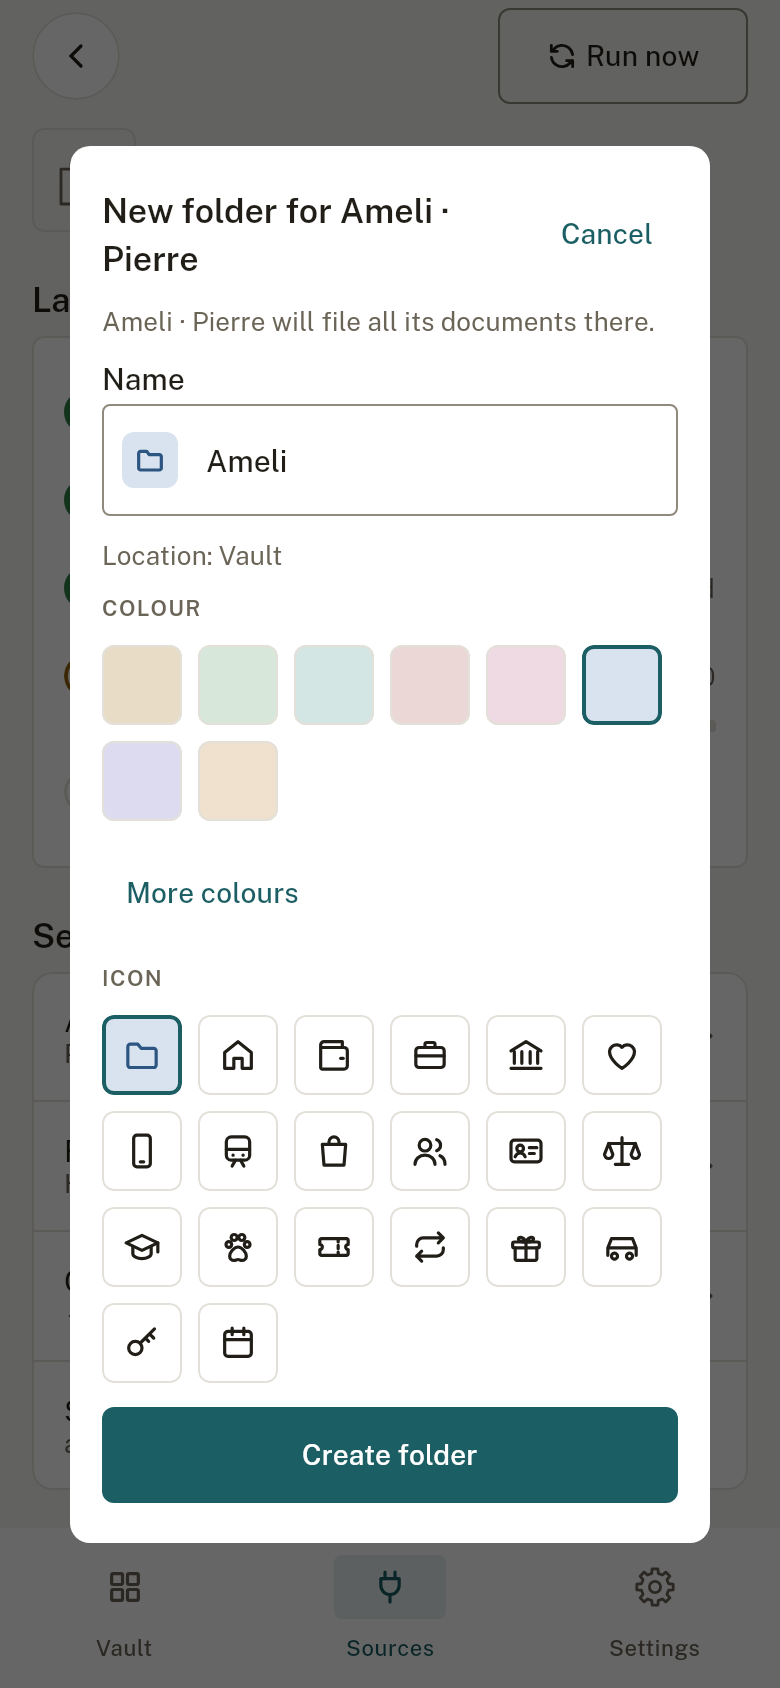 Run now
New folder for Ameli ·
Pierre
Cancel
Ameli · Pierre will file all its documents there.
Name
Ameli
Location: Vault
COLOUR
More colours
ICON
Create folder
Vault
Sources
Settings